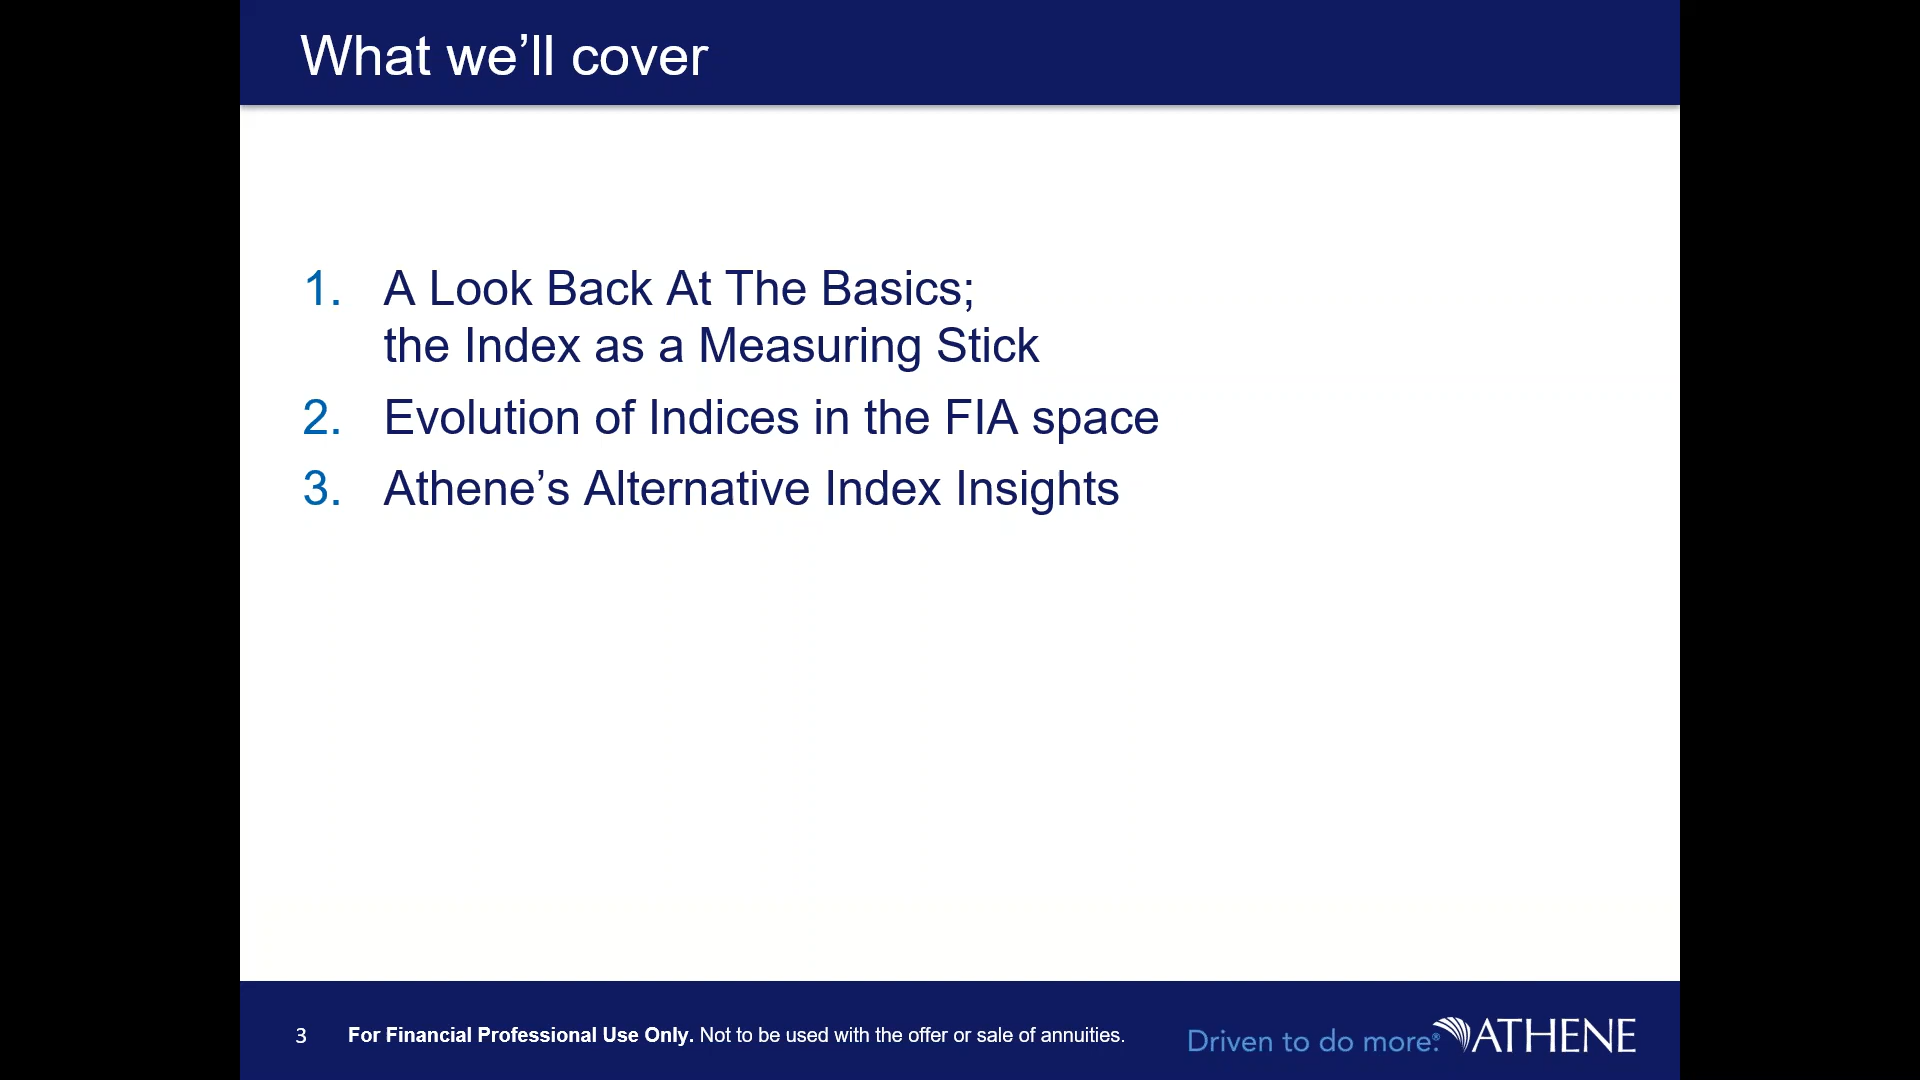 What we’ll cover
1. A Look Back At The Basics;
the Index as a Measuring Stick
2. Evolution of Indices in the FIA space
3. Athene’s Alternative Index Insights
3 For Financial Professional Use Only. Not to be used with the offer or sale of annuities. Driven to do more.® ATHENE